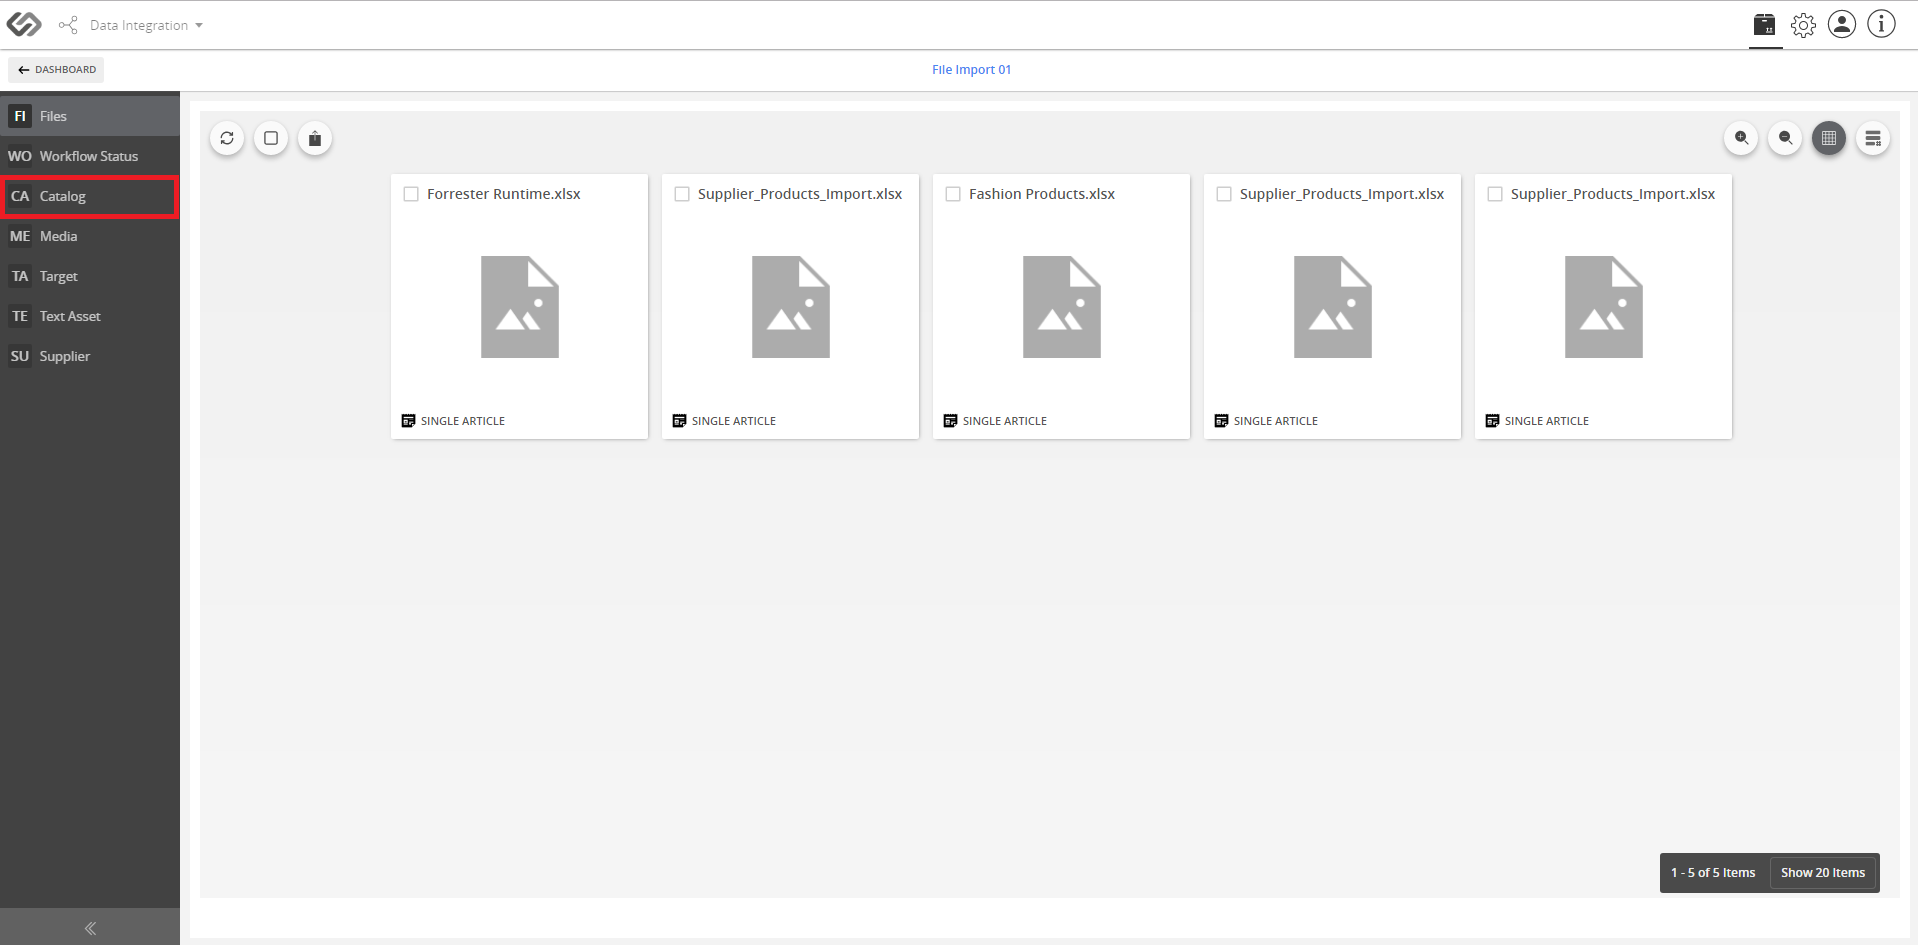 Data Integration
DASHBOARD
File Import 01
FI Files
WO Workflow Status
CA Catalog
ME Media
TA Target
TE Text Asset
SU Supplier
Forrester Runtime.xlsx
SINGLE ARTICLE
Supplier_Products_Import.xlsx
SINGLE ARTICLE
Fashion Products.xlsx
SINGLE ARTICLE
Supplier_Products_Import.xlsx
SINGLE ARTICLE
Supplier_Products_Import.xlsx
SINGLE ARTICLE
1 - 5 of 5 Items
Show 20 Items